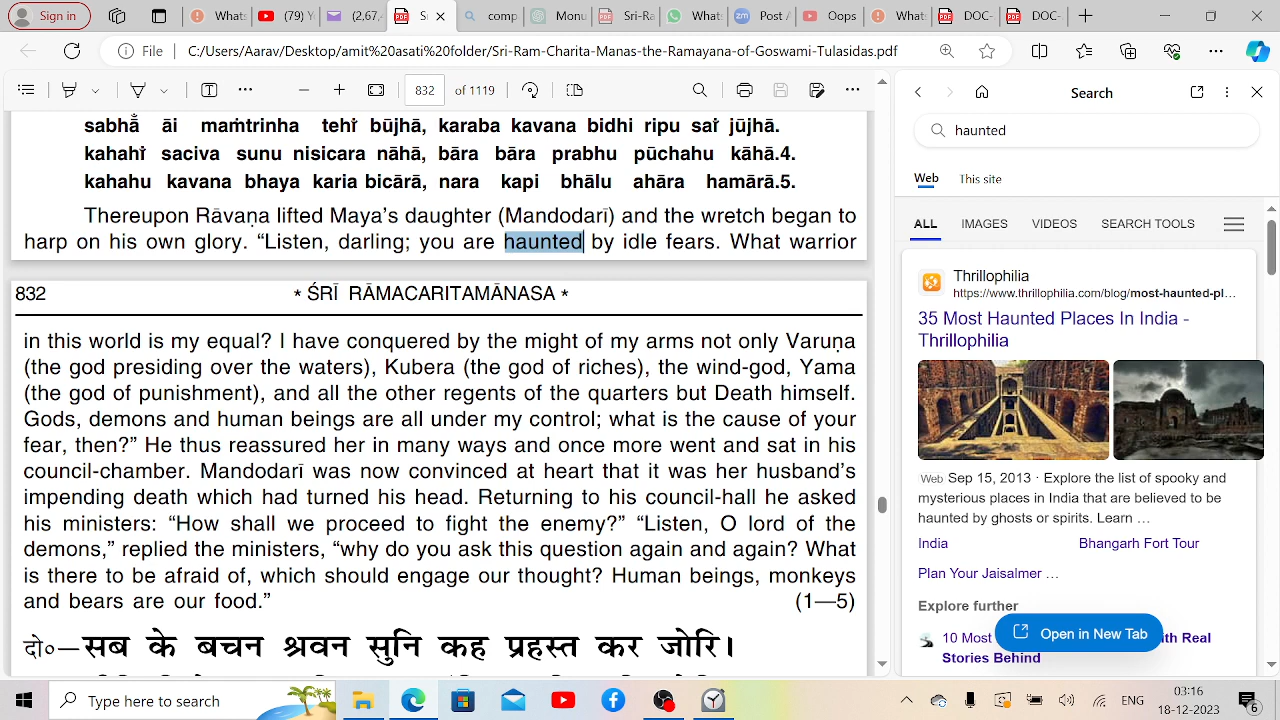 Sign in
2,67
S
comp
Monu
Sri-Ra
Whats
Post /
Oops
What
DOC
DOC-
File
C:/Users/Aarav/Desktop/amit%20asati%20folder/Sri-Ram-Charita-Manas-the-Ramayana-of-Goswami-Tulasidas.pdf
832 of 1119
sabhā̐ āi maṁtrinha tehĭ būjhā, karaba kavana bidhi ripu saĭ jūjhā.
kahahĭ saciva sunu nisicara nāhā, bāra bāra prabhu pūchahu kāhā.4.
kahahu kavana bhaya karia bicārā, nara kapi bhālu ahāra hamārā.5.
Thereupon Rāvaṇa lifted Maya's daughter (Mandodarī) and the wretch began to
harp on his own glory. “Listen, darling; you are haunted by idle fears. What warrior
832
* ŚRĪ RĀMACARITAMĀNASA *
in this world is my equal? I have conquered by the might of my arms not only Varuṇa
(the god presiding over the waters), Kubera (the god of riches), the wind-god, Yama
(the god of punishment), and all the other regents of the quarters but Death himself.
Gods, demons and human beings are all under my control; what is the cause of your
fear, then?” He thus reassured her in many ways and once more went and sat in his
council-chamber. Mandodarī was now convinced at heart that it was her husband's
impending death which had turned his head. Returning to his council-hall he asked
his ministers: “How shall we proceed to fight the enemy?” “Listen, O lord of the
demons,” replied the ministers, “why do you ask this question again and again? What
is there to be afraid of, which should engage our thought? Human beings, monkeys
and bears are our food.” (1—5)
दो०—सब के बचन श्रवन सुनि कह प्रहस्त कर जोरि।
Search
haunted
Web This site
ALL IMAGES VIDEOS SEARCH TOOLS
Thrillophilia
https://www.thrillophilia.com/blog/most-haunted-pl...
35 Most Haunted Places In India -
Thrillophilia
Web Sep 15, 2013 · Explore the list of spooky and
mysterious places in India that are believed to be
haunted by ghosts or spirits. Learn …
India Bhangarh Fort Tour
Plan Your Jaisalmer …
Explore further
10 Most
th Real
Stories Behind
Open in New Tab
Type here to search
ENG
03:16
18-12-2023
6